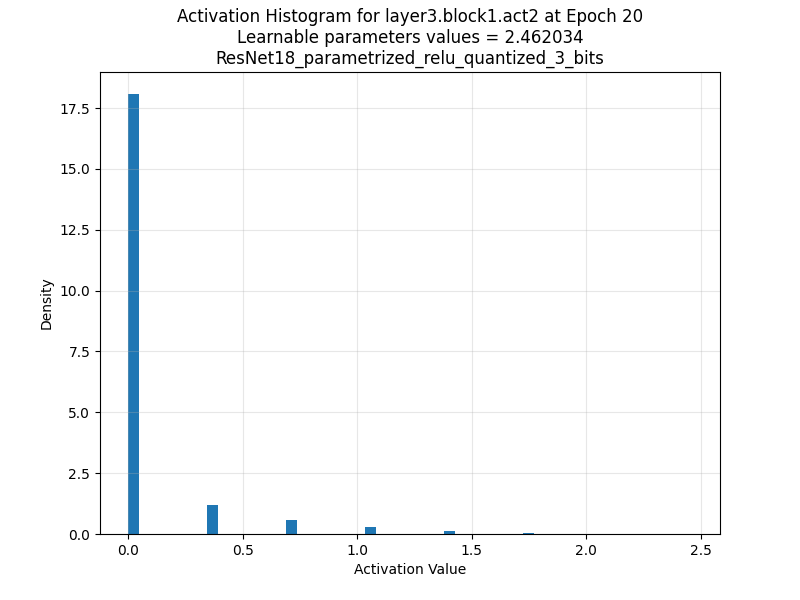 Activation Histogram for layer3.block1.act2 at Epoch 20
Learnable parameters values = 2.462034
ResNet18_parametrized_relu_quantized_3_bits
17.5
15.0
12.5
10.0
7.5
5.0
2.5
0.0
Density
0.0 0.5 1.0 1.5 2.0 2.5
Activation Value